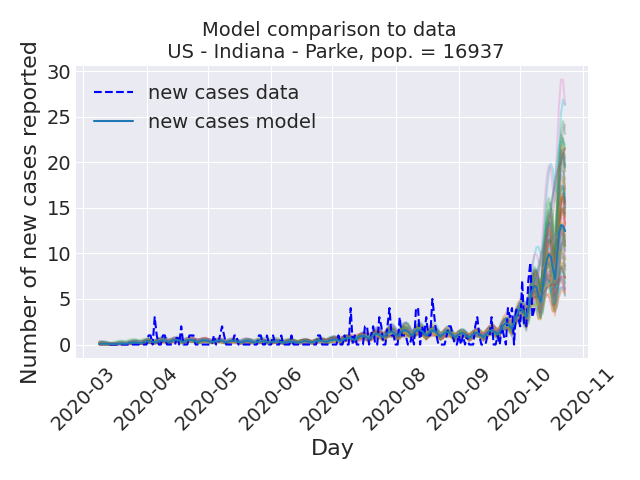 Model comparison to data
US - Indiana - Parke, pop. = 16937
Number of new cases reported
30
25
20
15
10
5
0
new cases data
new cases model
2020-03
2020-04
2020-05
2020-06
2020-07
2020-08
2020-09
2020-10
2020-11
Day